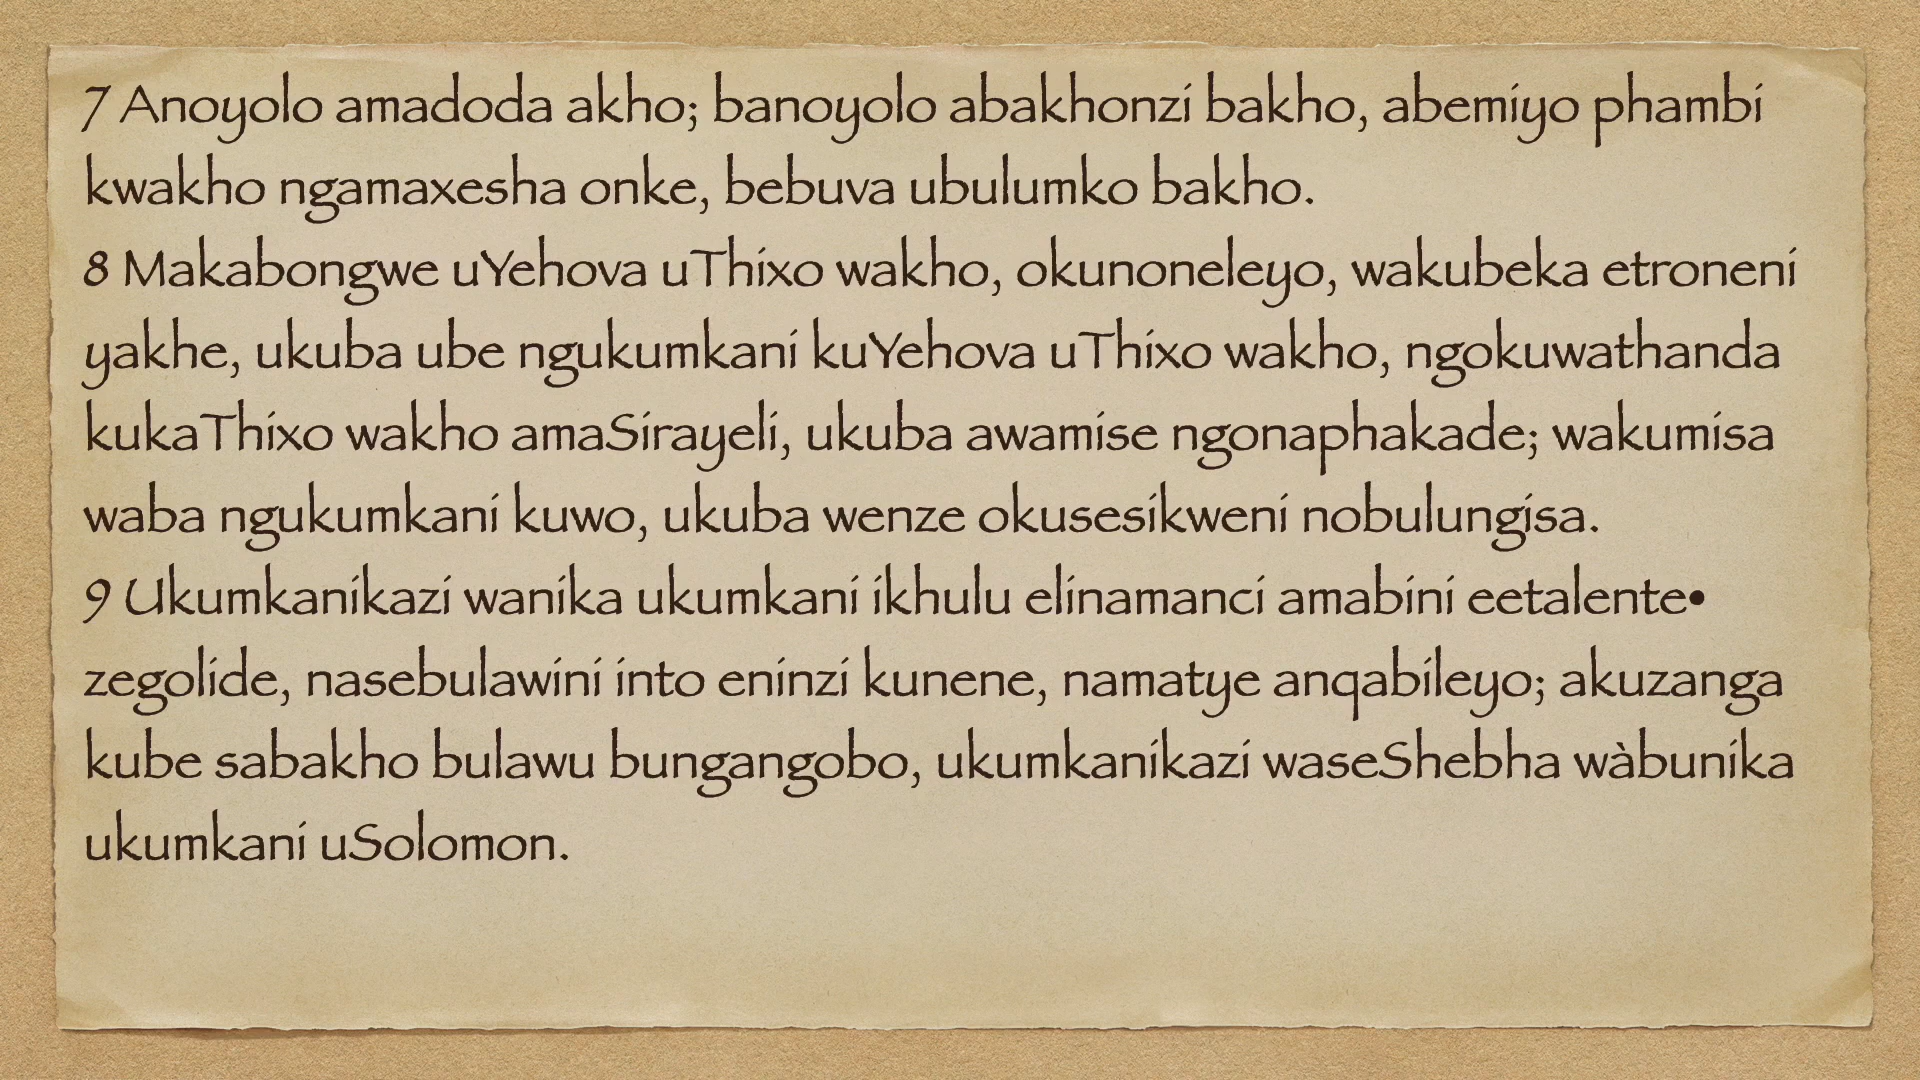 7 Anoyolo amadoda akho; banoyolo abakhonzi bakho, abemiyo phambi
kwakho ngamaxesha onke, bebuva ubulumko bakho.
8 Makabongwe uYehova uThixo wakho, okunoneleyo, wakubeka etroneni
yakhe, ukuba ube ngukumkani kuYehova uThixo wakho, ngokuwathanda
kukaThixo wakho amaSirayeli, ukuba awamise ngonaphakade; wakumisa
waba ngukumkani kuwo, ukuba wenze okusesikweni nobulungisa.
9 Ukumkanikazi wanika ukumkani ikhulu elinamanci amabini eetalente•
zegolide, nasebulawini into eninzi kunene, namatye anqabileyo; akuzanga
kube sabakho bulawu bungangobo, ukumkanikazi waseShebha wàbunika
ukumkani uSolomon.